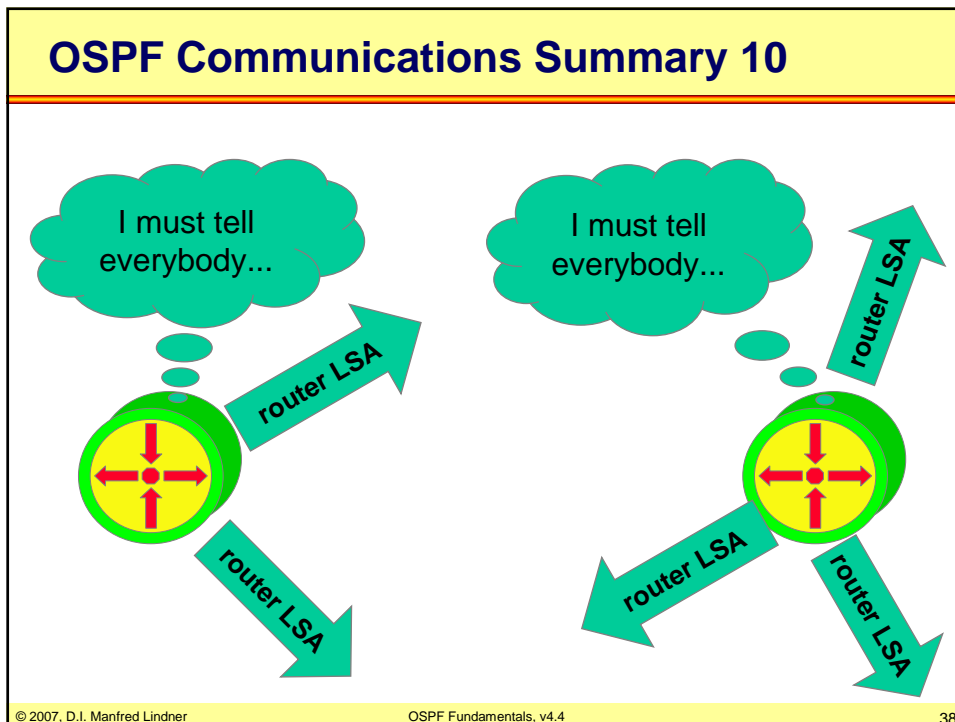 OSPF Communications Summary 10
I must tell
everybody...
I must tell
everybody...
router LSA
router LSA
router LSA
router LSA
router LSA
© 2007, D.I. Manfred Lindner
OSPF Fundamentals, v4.4
38